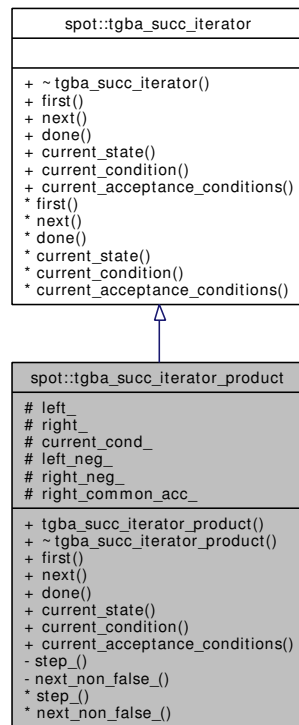 spot::tgba_succ_iterator
+ ~ tgba_succ_iterator()
+ first()
+ next()
+ done()
+ current_state()
+ current_condition()
+ current_acceptance_conditions()
* first()
* next()
* done()
* current_state()
* current_condition()
* current_acceptance_conditions()
spot::tgba_succ_iterator_product
# left_
# right_
# current_cond_
# left_neg_
# right_neg_
# right_common_acc_
+ tgba_succ_iterator_product()
+ ~ tgba_succ_iterator_product()
+ first()
+ next()
+ done()
+ current_state()
+ current_condition()
+ current_acceptance_conditions()
- step_()
- next_non_false_()
* step_()
* next_non_false_()